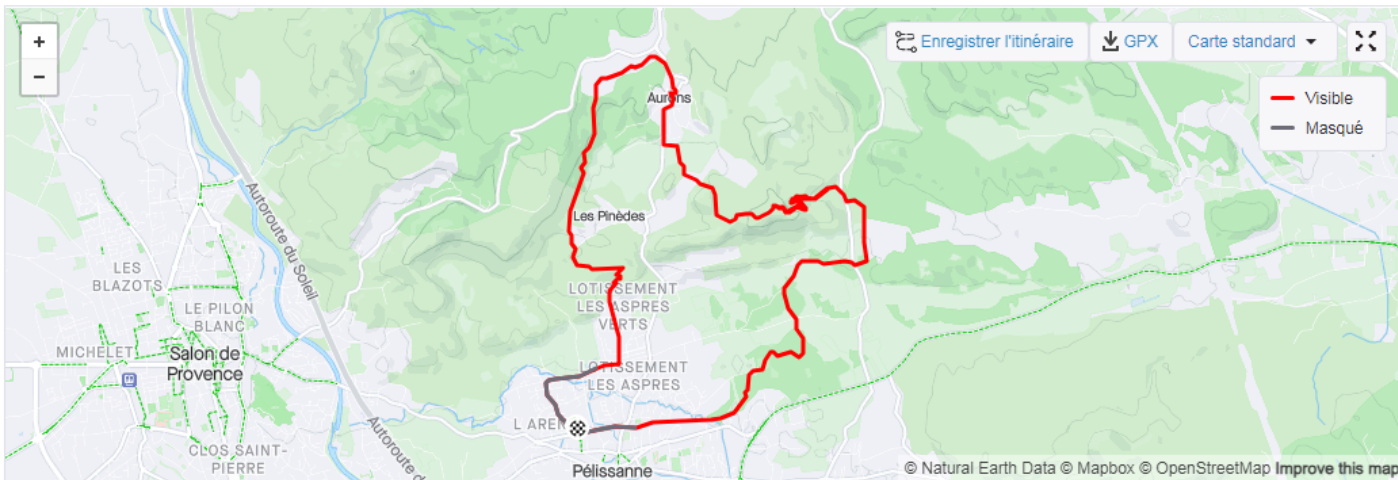 +
−
Enregistrer l'itinéraire
GPX
Carte standard
Visible
Masqué
Aurons
Autoroute du Soleil
Les Pinèdes
LES
BLAZOTS
LOTISSEMENT
LES ASPRES
VERTS
LE PILON
BLANC
MICHELET
Salon de
Provence
LOTISSEMENT
LES ASPRES
L'AREN
Autoroute d
CLOS SAINT-
PIERRE
Pélissanne
© Natural Earth Data © Mapbox © OpenStreetMap Improve this map